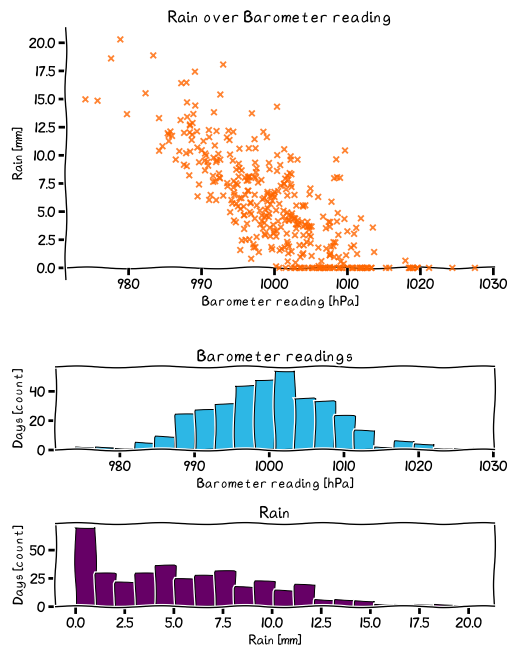 Rain over Barometer reading
20.0
17.5
15.0
12.5
10.0
7.5
5.0
2.5
0.0
Rain [mm]
980 990 1000 1010 1020 1030
Barometer reading [hPa]
Barometer readings
40
20
0
Days [count]
980 990 1000 1010 1020 1030
Barometer reading [hPa]
Rain
50
25
0
Days [count]
0.0 2.5 5.0 7.5 10.0 12.5 15.0 17.5 20.0
Rain [mm]